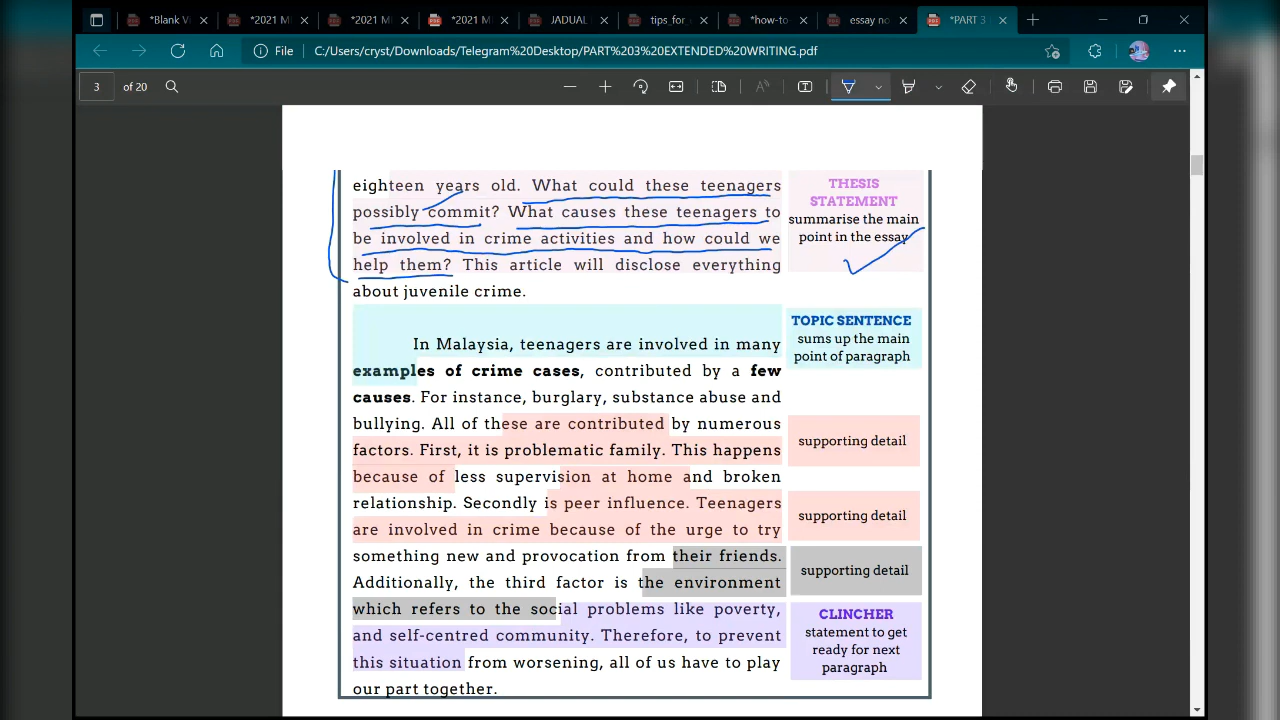 *Blank V
*2021 M
*2021 M
*2021 M
JADUAL
tips_for_
*how-to-
essay no
*PART 3
File
C:/Users/cryst/Downloads/Telegram%20Desktop/PART%203%20EXTENDED%20WRITING.pdf
3 of 20
eighteen years old. What could these teenagers
possibly commit? What causes these teenagers to
be involved in crime activities and how could we
help them? This article will disclose everything
about juvenile crime.
THESIS
STATEMENT
summarise the main
point in the essay
In Malaysia, teenagers are involved in many
examples of crime cases, contributed by a few
causes. For instance, burglary, substance abuse and
bullying. All of these are contributed by numerous
factors. First, it is problematic family. This happens
because of less supervision at home and broken
relationship. Secondly is peer influence. Teenagers
are involved in crime because of the urge to try
something new and provocation from their friends.
Additionally, the third factor is the environment
which refers to the social problems like poverty,
and self-centred community. Therefore, to prevent
this situation from worsening, all of us have to play
our part together.
TOPIC SENTENCE
sums up the main
point of paragraph
supporting detail
supporting detail
supporting detail
CLINCHER
statement to get
ready for next
paragraph